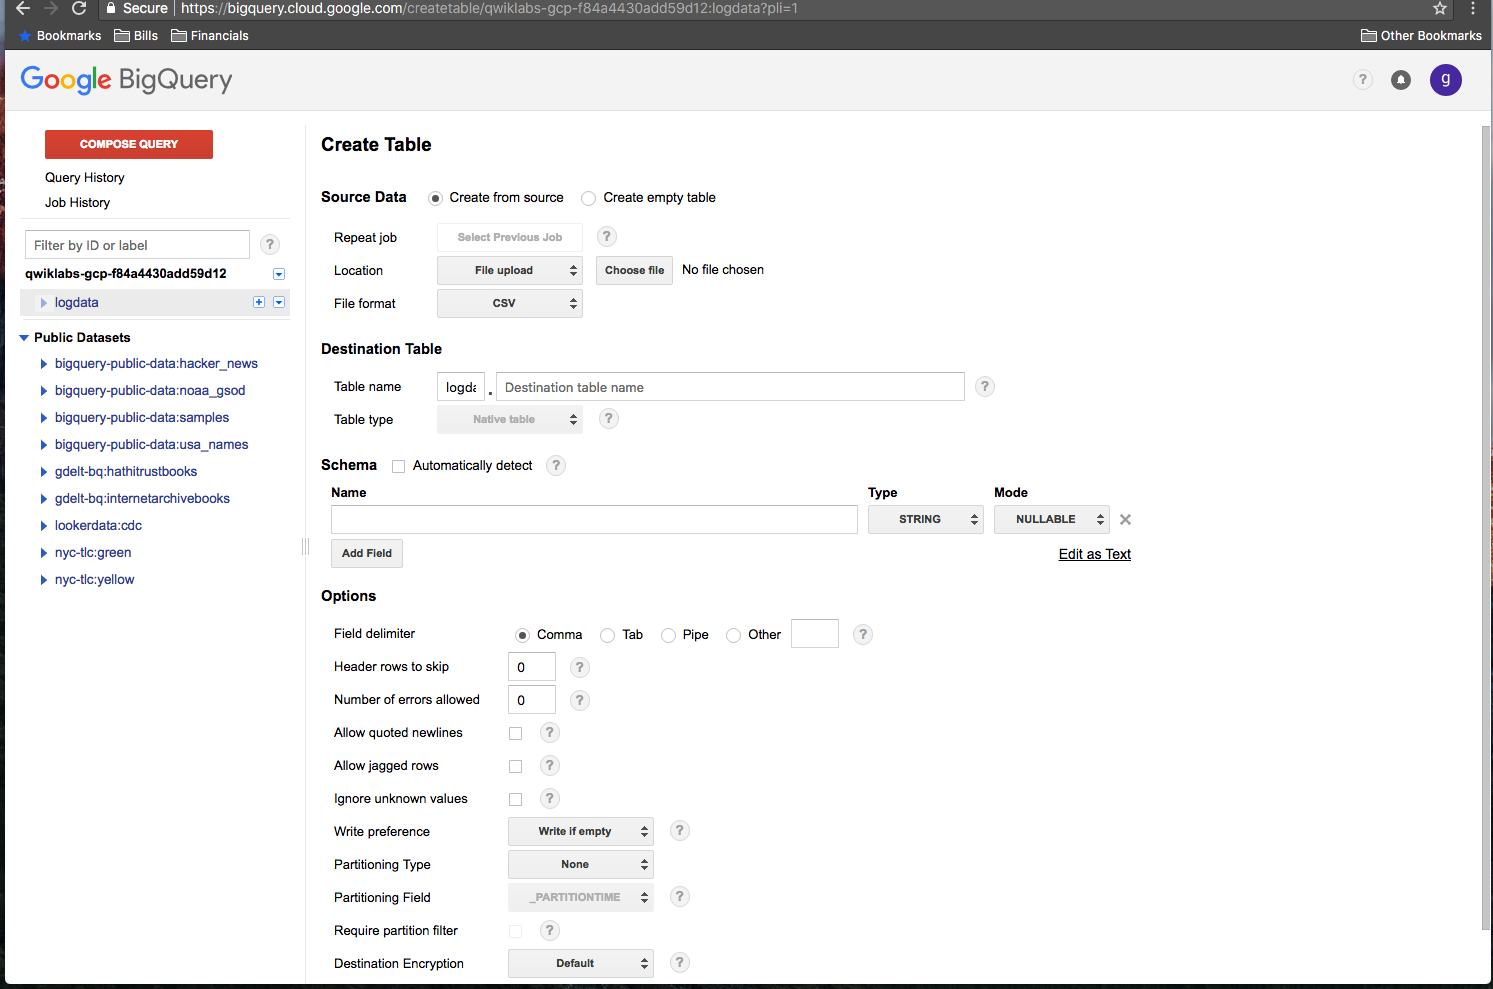 Secure https://bigquery.cloud.google.com/createtable/qwiklabs-gcp-f84a4430add59d12:logdata?pli=1
Bookmarks Bills Financials Other Bookmarks
Google BigQuery ? g
COMPOSE QUERY
Query History
Job History
Filter by ID or label ?
qwiklabs-gcp-f84a4430add59d12
logdata
Public Datasets
bigquery-public-data:hacker_news
bigquery-public-data:noaa_gsod
bigquery-public-data:samples
bigquery-public-data:usa_names
gdelt-bq:hathitrustbooks
gdelt-bq:internetarchivebooks
lookerdata:cdc
nyc-tlc:green
nyc-tlc:yellow
Create Table
Source Data Create from source Create empty table
Repeat job Select Previous Job ?
Location File upload Choose file No file chosen
File format CSV
Destination Table
Table name logda . Destination table name ?
Table type Native table ?
Schema Automatically detect ?
Name Type Mode
STRING NULLABLE
Add Field Edit as Text
Options
Field delimiter Comma Tab Pipe Other ?
Header rows to skip 0 ?
Number of errors allowed 0 ?
Allow quoted newlines ?
Allow jagged rows ?
Ignore unknown values ?
Write preference Write if empty ?
Partitioning Type None
Partitioning Field _PARTITIONTIME ?
Require partition filter ?
Destination Encryption Default ?